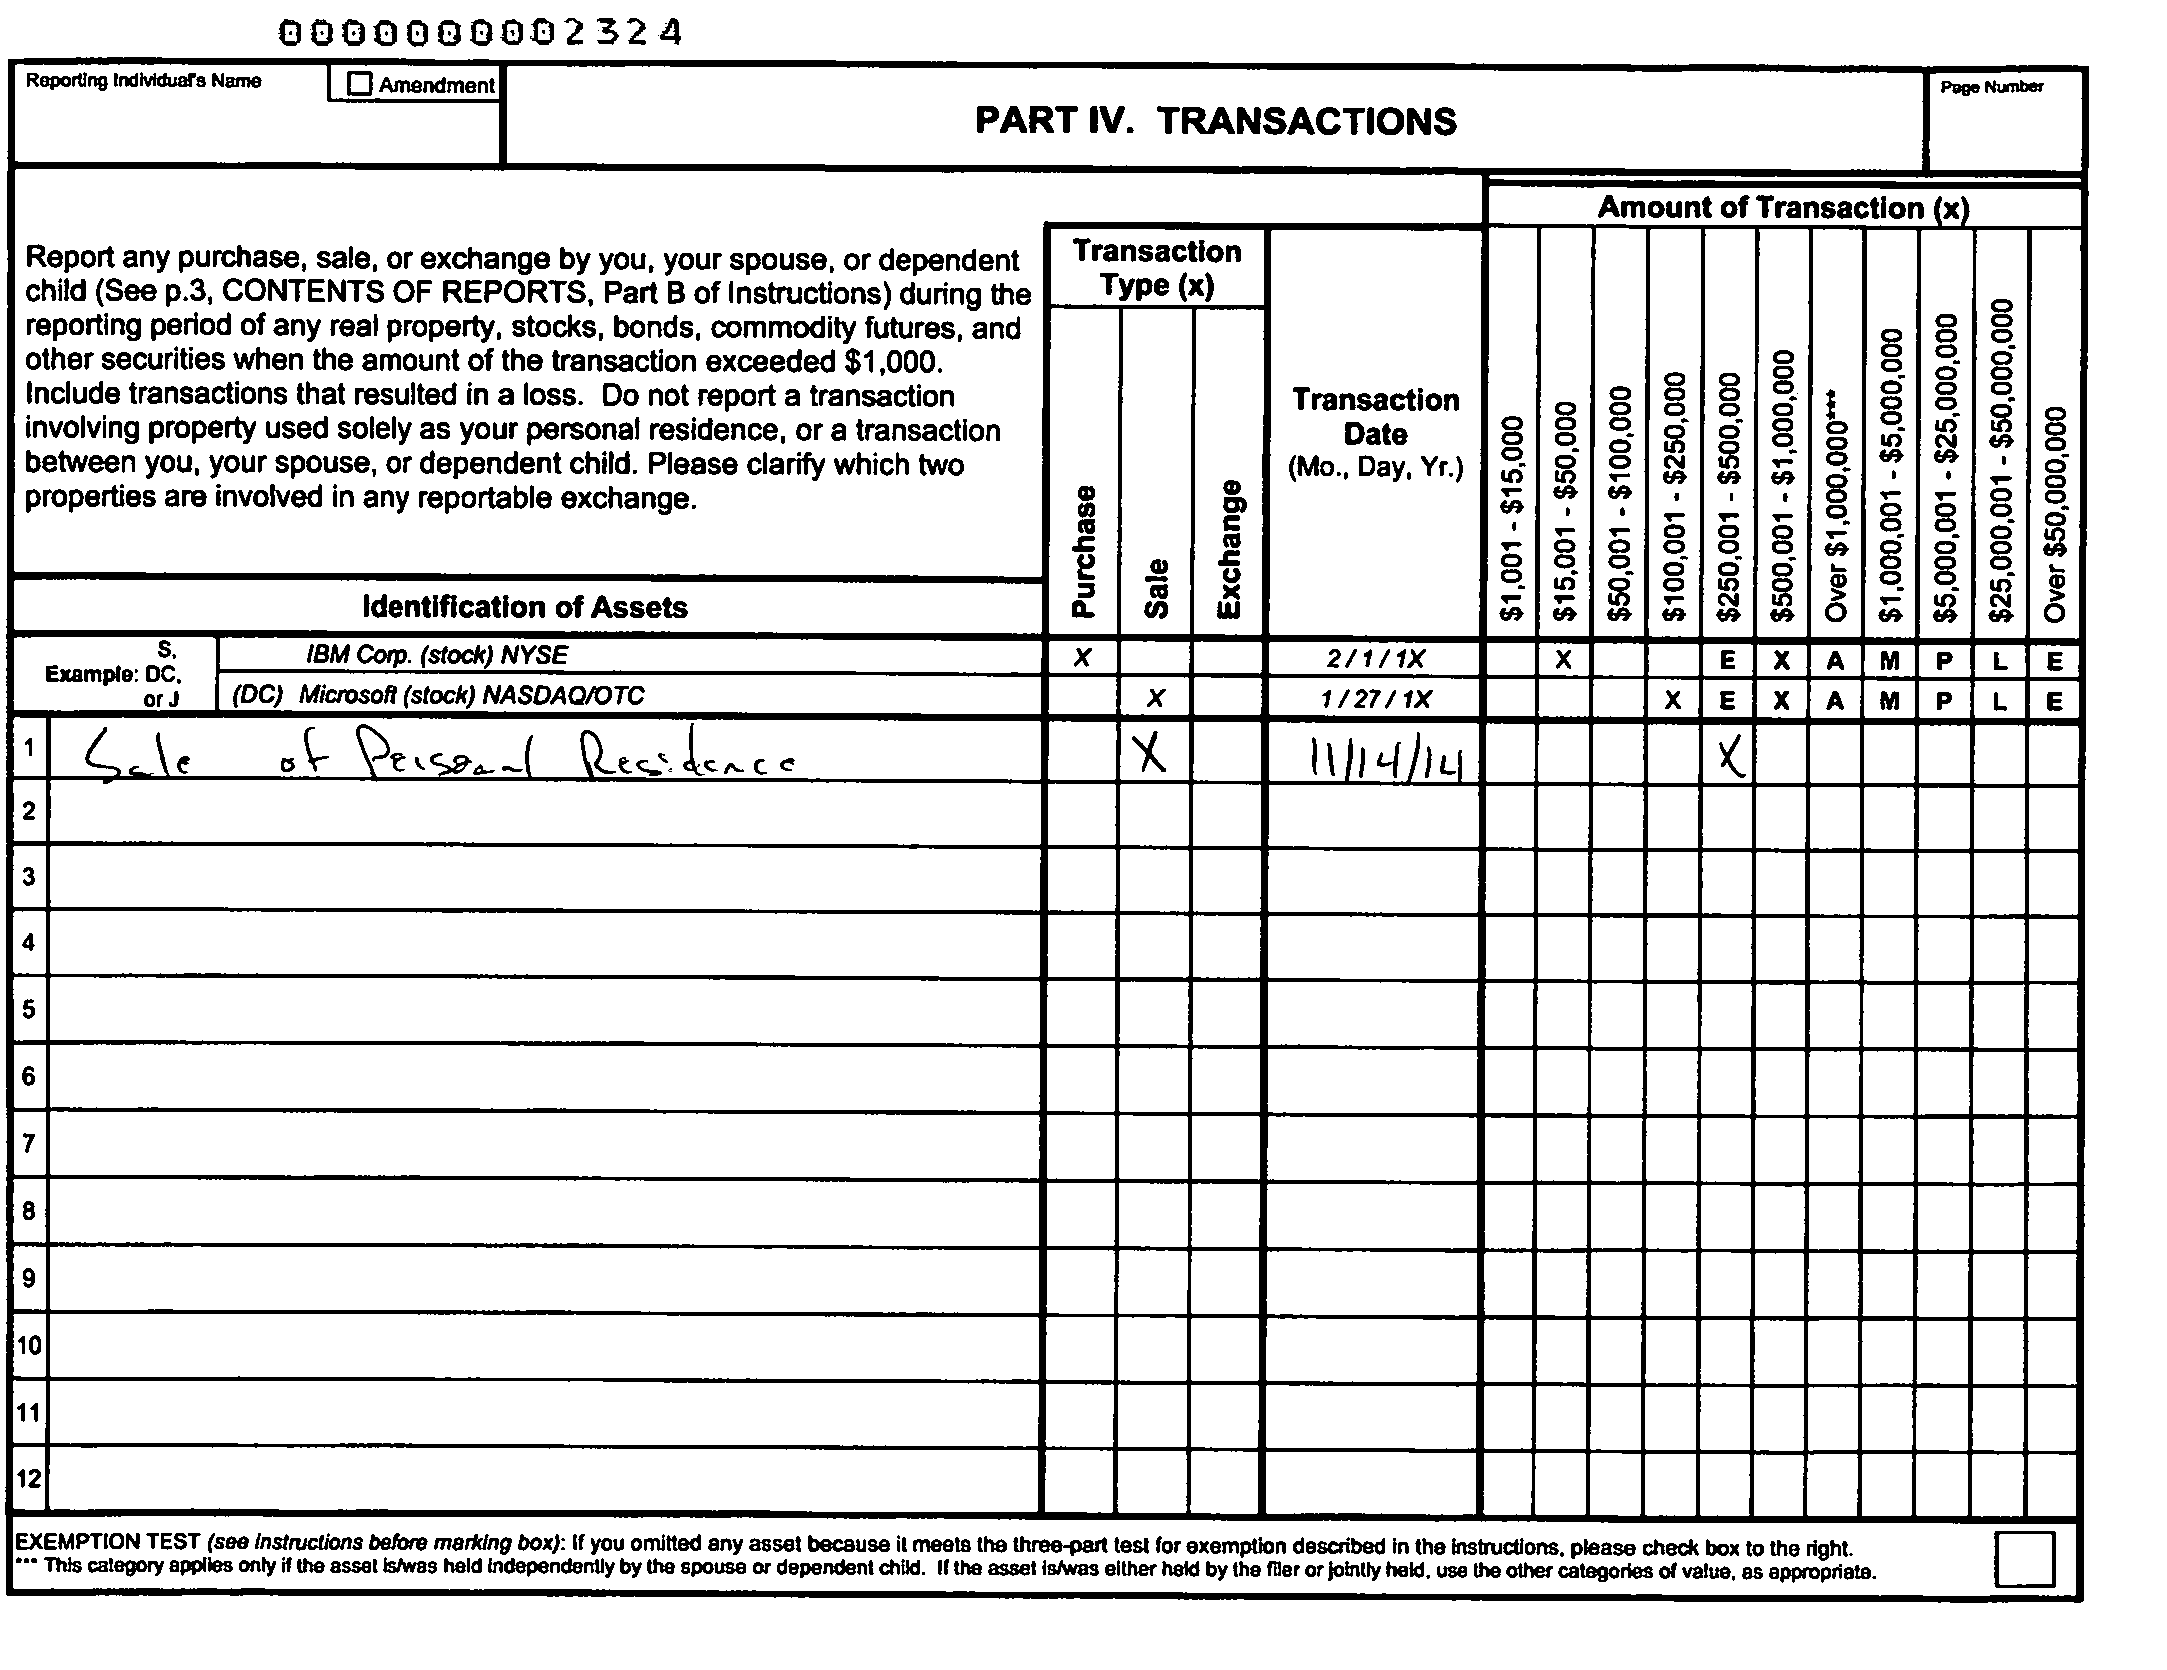 0000000002324
Reporting Individual's Name
☐ Amendment
PART IV. TRANSACTIONS
Page Number
Report any purchase, sale, or exchange by you, your spouse, or dependent
child (See p.3, CONTENTS OF REPORTS, Part B of Instructions) during the
reporting period of any real property, stocks, bonds, commodity futures, and
other securities when the amount of the transaction exceeded $1,000.
Include transactions that resulted in a loss. Do not report a transaction
involving property used solely as your personal residence, or a transaction
between you, your spouse, or dependent child. Please clarify which two
properties are involved in any reportable exchange.
Identification of Assets
Transaction
Type (x)
Purchase
Sale
Exchange
Transaction
Date
(Mo., Day, Yr.)
Amount of Transaction (x)
$1,001 - $15,000
$15,001 - $50,000
$50,001 - $100,000
$100,001 - $250,000
$250,001 - $500,000
$500,001 - $1,000,000
Over $1,000,000***
$1,000,001 - $5,000,000
$5,000,001 - $25,000,000
$25,000,001 - $50,000,000
Over $50,000,000
S,
Example: DC,
or J
IBM Corp. (stock) NYSE X 2/1/1X X E X A M P L E
(DC) Microsoft (stock) NASDAQ/OTC X 1/27/1X X E X A M P L E
1 Sale of Personal Residence X 11/14/14 X
2
3
4
5
6
7
8
9
10
11
12
EXEMPTION TEST (see instructions before marking box): If you omitted any asset because it meets the three-part test for exemption described in the instructions, please check box to the right.
*** This category applies only if the asset is/was held independently by the spouse or dependent child. If the asset is/was either held by the filer or jointly held, use the other categories of value, as appropriate.